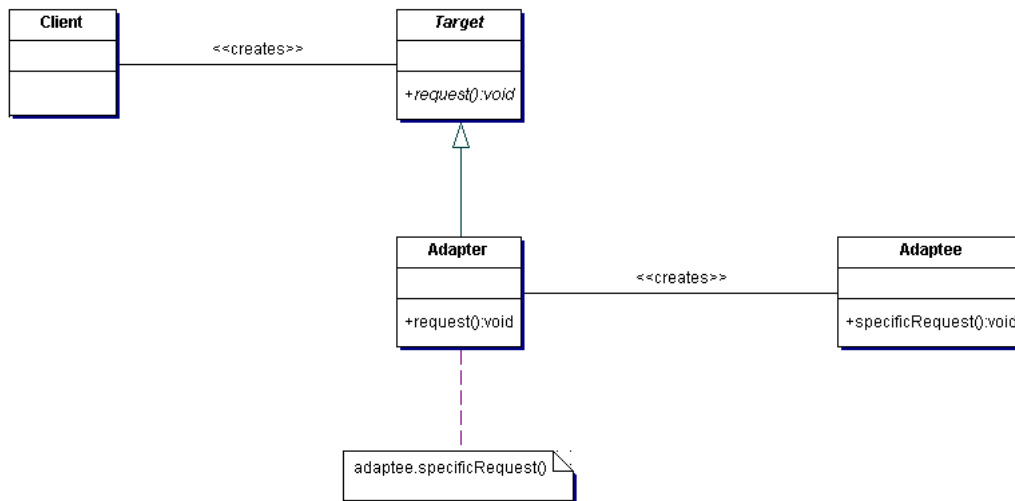 Client
<<creates>>
Target
+request():void
Adapter
+request():void
<<creates>>
Adaptee
+specificRequest():void
adaptee.specificRequest()